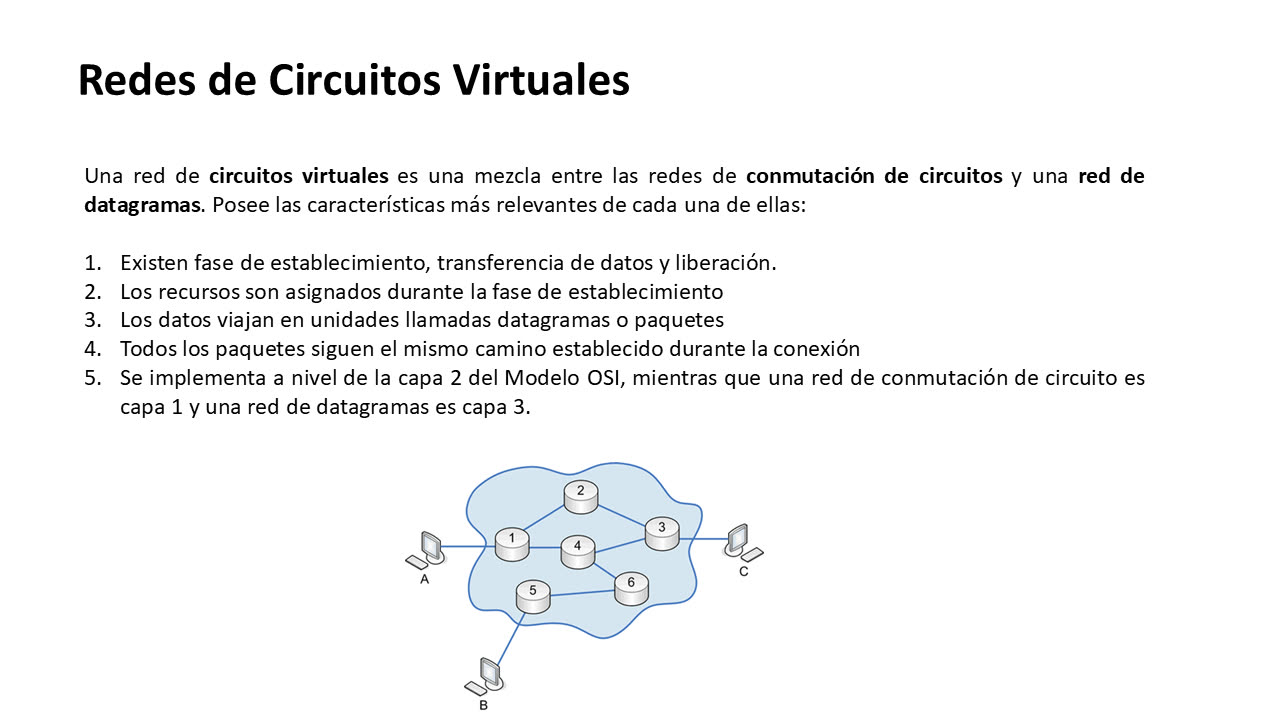 Redes de Circuitos Virtuales
Una red de circuitos virtuales es una mezcla entre las redes de conmutación de circuitos y una red de
datagramas. Posee las características más relevantes de cada una de ellas:
1. Existen fase de establecimiento, transferencia de datos y liberación.
2. Los recursos son asignados durante la fase de establecimiento
3. Los datos viajan en unidades llamadas datagramas o paquetes
4. Todos los paquetes siguen el mismo camino establecido durante la conexión
5. Se implementa a nivel de la capa 2 del Modelo OSI, mientras que una red de conmutación de circuito es
capa 1 y una red de datagramas es capa 3.
2
3
1
4
6
5
A
C
B